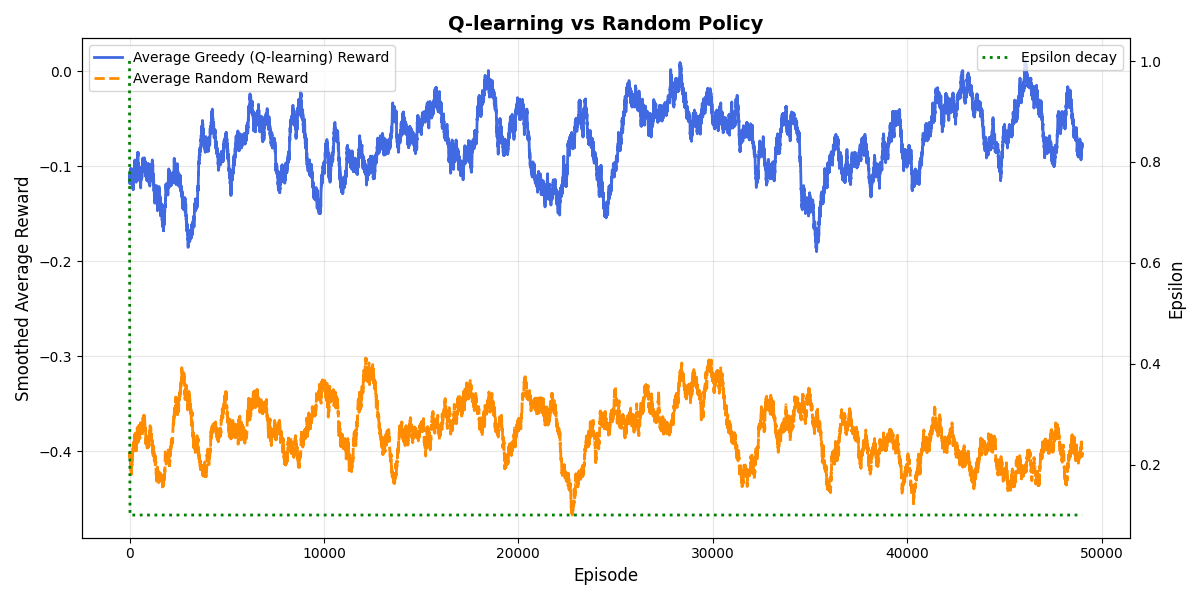 Q-learning vs Random Policy
Average Greedy (Q-learning) Reward
Average Random Reward
Epsilon decay
Smoothed Average Reward
0.0
−0.1
−0.2
−0.3
−0.4
1.0
0.8
0.6
0.4
0.2
Epsilon
0
10000
20000
30000
40000
50000
Episode